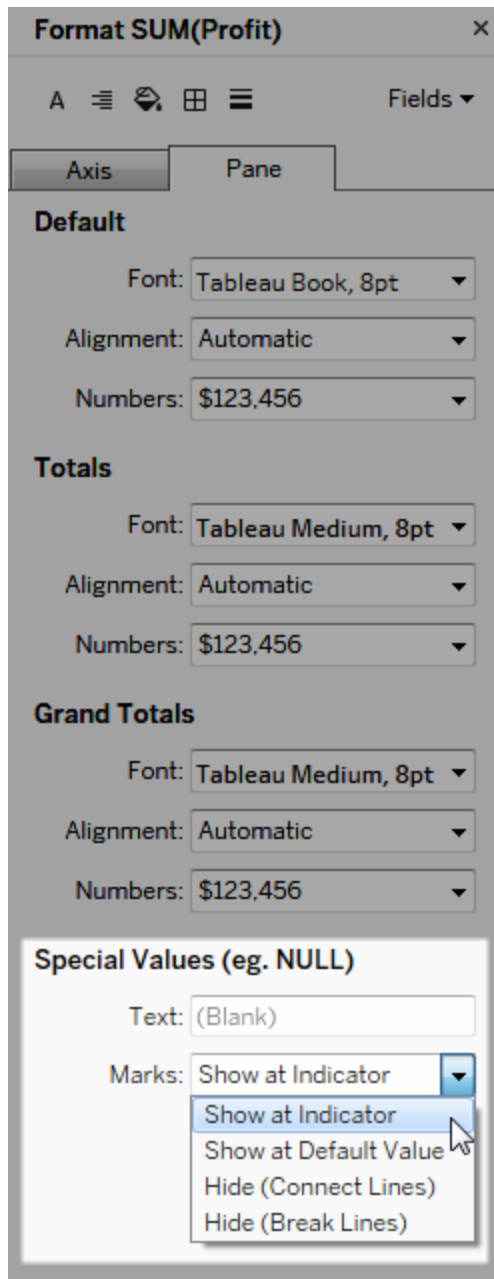 Format SUM(Profit) ×
A Fields
Axis Pane
Default
Font: Tableau Book, 8pt
Alignment: Automatic
Numbers: $123,456
Totals
Font: Tableau Medium, 8pt
Alignment: Automatic
Numbers: $123,456
Grand Totals
Font: Tableau Medium, 8pt
Alignment: Automatic
Numbers: $123,456
Special Values (eg. NULL)
Text: (Blank)
Marks: Show at Indicator
Show at Indicator
Show at Default Value
Hide (Connect Lines)
Hide (Break Lines)